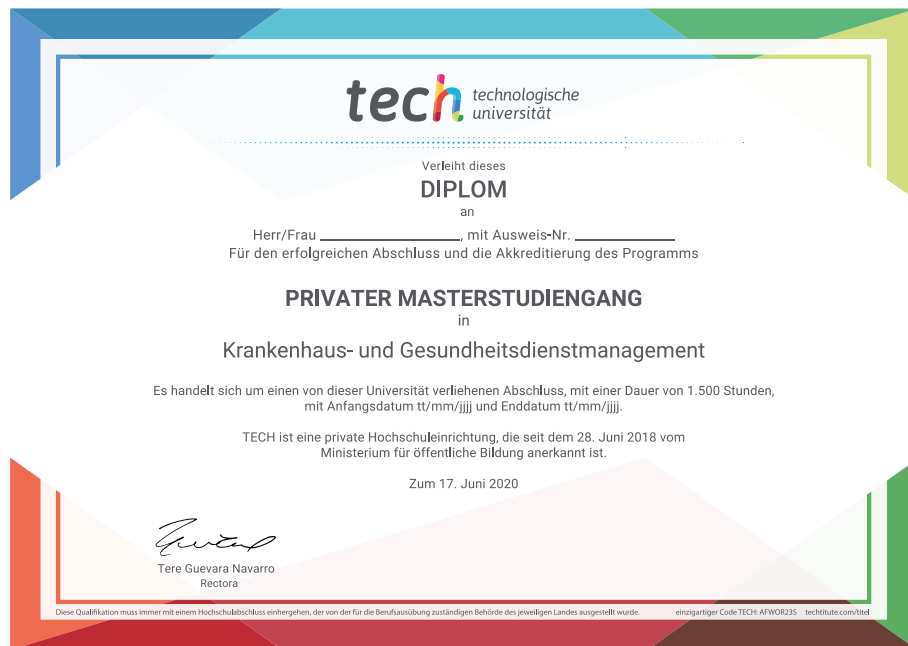 tech technologische
universität
Verleiht dieses
DIPLOM
an
Herr/Frau ____________________, mit Ausweis-Nr. ______________
Für den erfolgreichen Abschluss und die Akkreditierung des Programms
PRIVATER MASTERSTUDIENGANG
in
Krankenhaus- und Gesundheitsdienstmanagement
Es handelt sich um einen von dieser Universität verliehenen Abschluss, mit einer Dauer von 1.500 Stunden,
mit Anfangsdatum tt/mm/jjjj und Enddatum tt/mm/jjjj.
TECH ist eine private Hochschuleinrichtung, die seit dem 28. Juni 2018 vom
Ministerium für öffentliche Bildung anerkannt ist.
Zum 17. Juni 2020
Tere Guevara Navarro
Rectora
Diese Qualifikation muss immer mit einem Hochschulabschluss einhergehen, der von der für die Berufsausübung zuständigen Behörde des jeweiligen Landes ausgestellt wurde. einzigartiger Code TECH: AFWOR23S techtitute.com/titel